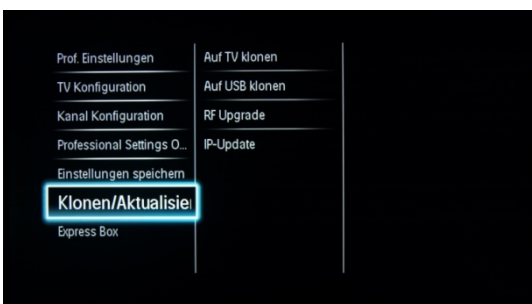 Prof. Einstellungen
TV Konfiguration
Kanal Konfiguration
Professional Settings O...
Einstellungen speichern
Klonen/Aktualisie
Express Box
Auf TV klonen
Auf USB klonen
RF Upgrade
IP-Update